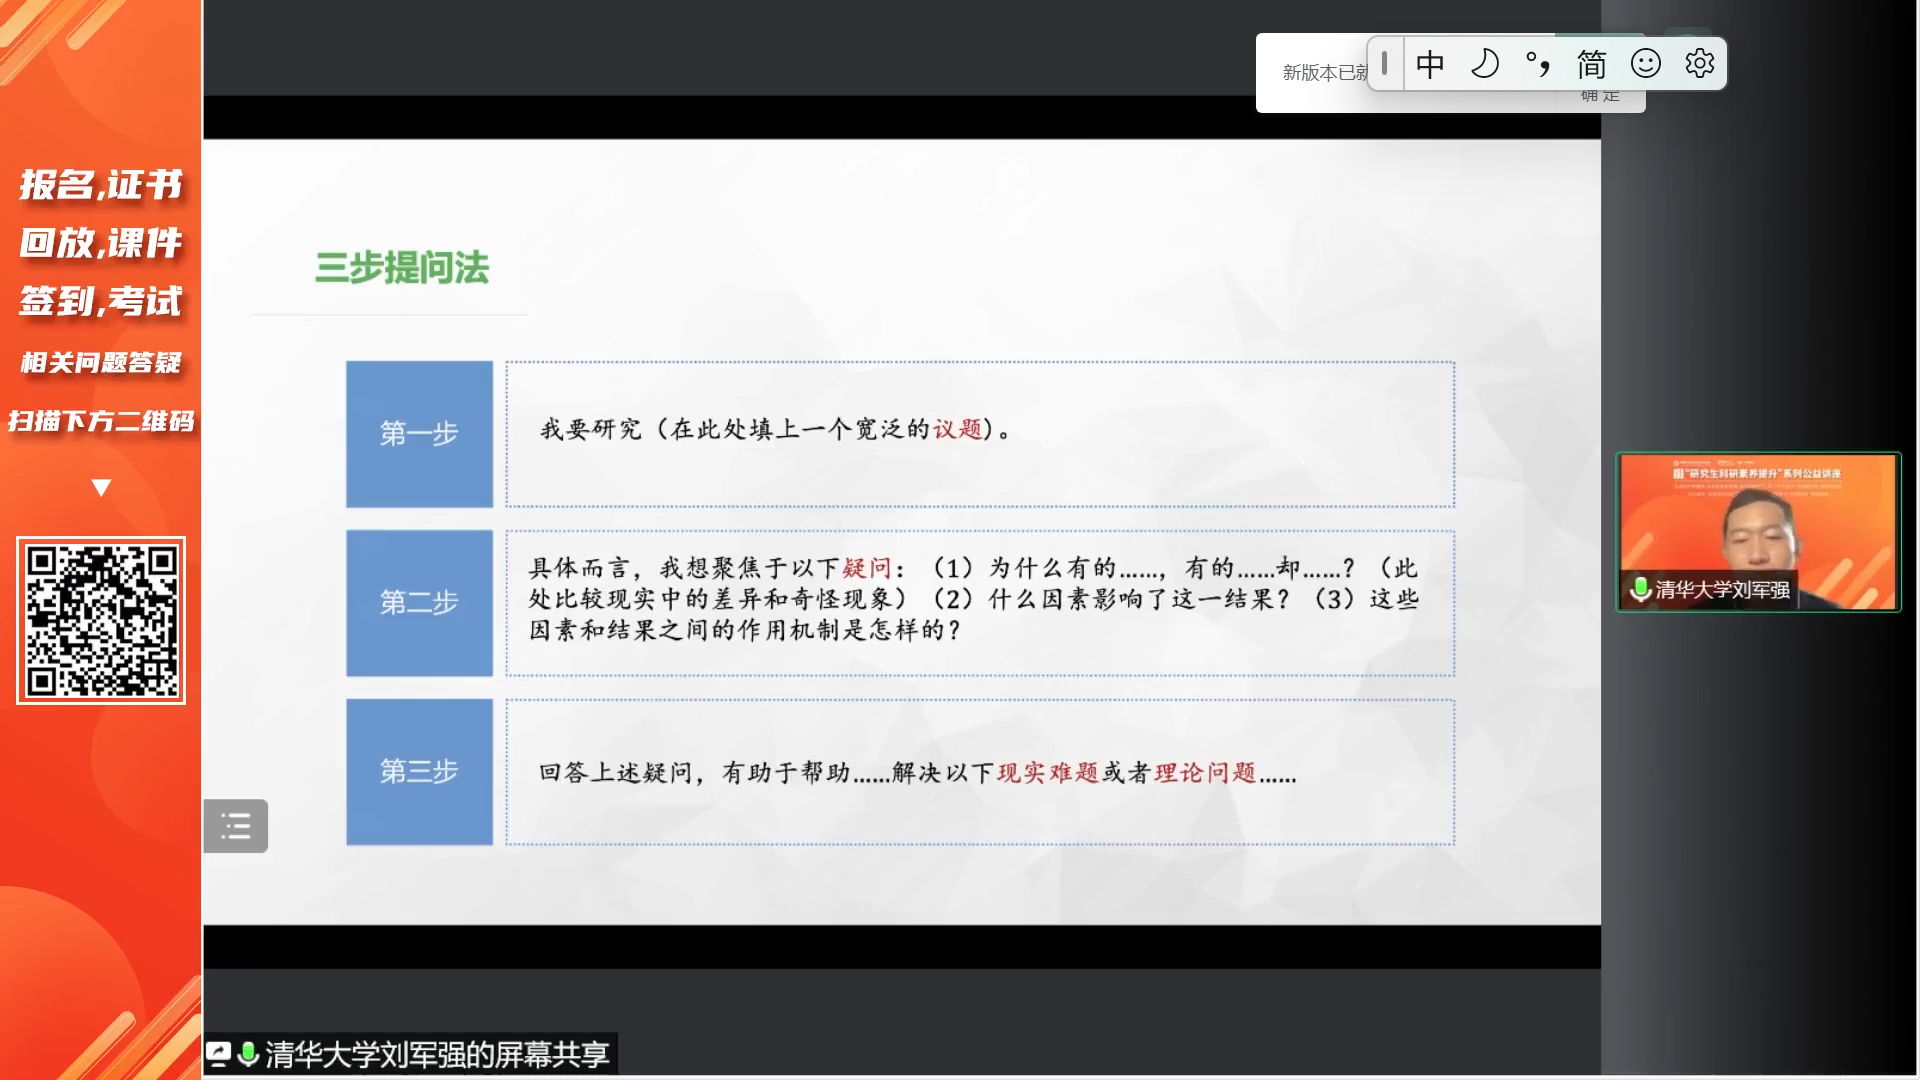 报名,证书
回放,课件
签到,考试
相关问题答疑
扫描下方二维码
新版本已就
确定
中 简
三步提问法
第一步
我要研究（在此处填上一个宽泛的议题）。
第二步
具体而言，我想聚焦于以下疑问：（1）为什么有的……，有的……却……？（此
处比较现实中的差异和奇怪现象）（2）什么因素影响了这一结果？（3）这些
因素和结果之间的作用机制是怎样的？
第三步
回答上述疑问，有助于帮助……解决以下现实难题或者理论问题……
"研究生科研素养提升"系列公益讲座
清华大学刘军强
清华大学刘军强的屏幕共享